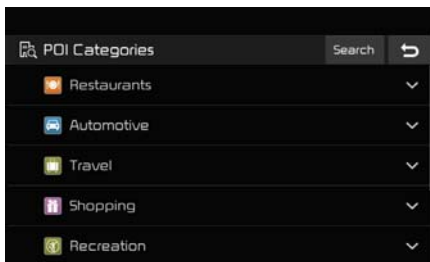 POI Categories
Search
Restaurants
Automotive
Travel
Shopping
Recreation